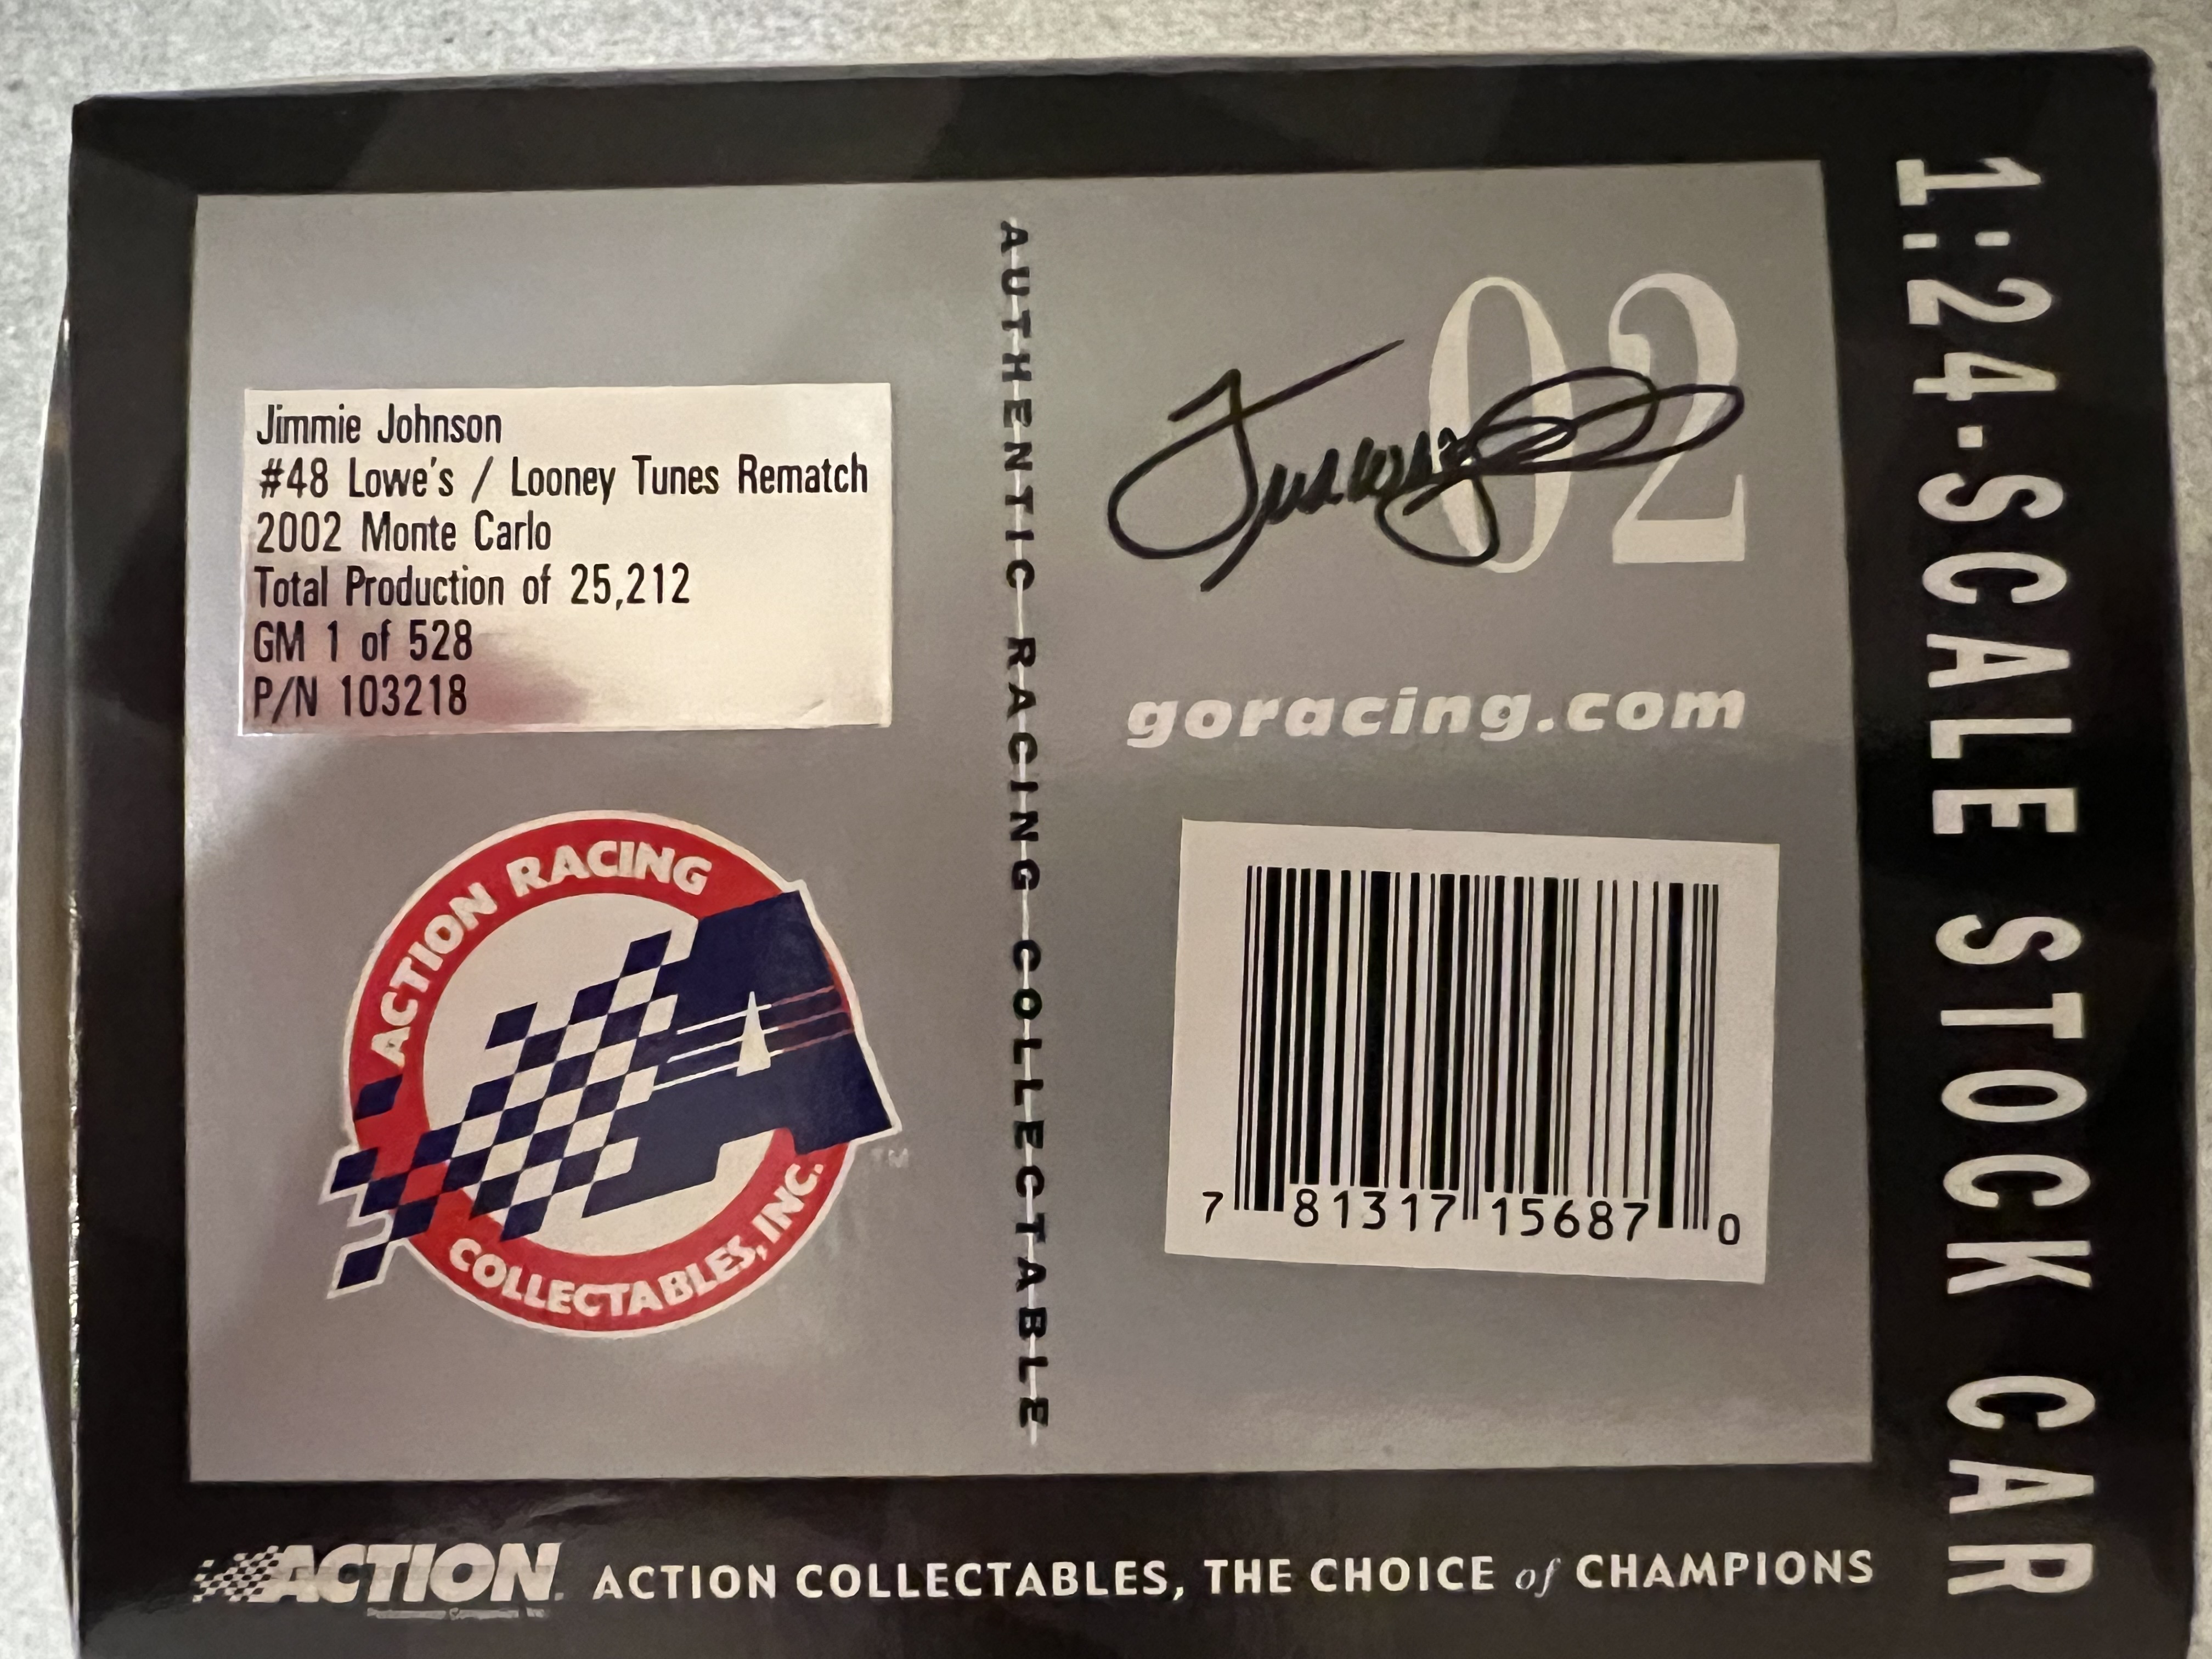 Jimmie Johnson
#48 Lowe's / Looney Tunes Rematch
2002 Monte Carlo
Total Production of 25,212
GM 1 of 528
P/N 103218
ACTION RACING
COLLECTABLES, INC.
TM
AUTHENTIC RACING COLLECTABLE
02
goracing.com
7 81317 15687 0
1:24-SCALE STOCK CAR
ACTION
ACTION COLLECTABLES, THE CHOICE of CHAMPIONS